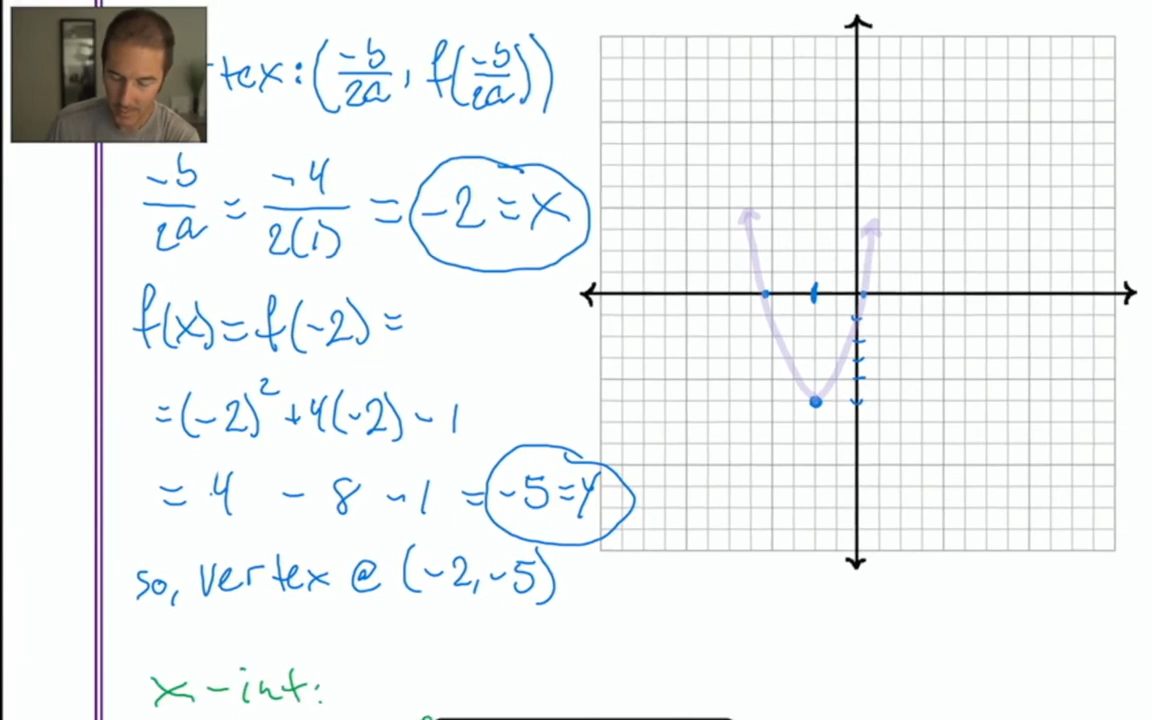 tex: (-b/2a, f(-b/2a))
-b/2a = -4/2(1) = -2 = x
f(x) = f(-2) =
= (-2)² + 4(-2) - 1
= 4 - 8 - 1 = -5 = y
so, vertex @ (-2, -5)
x-int: